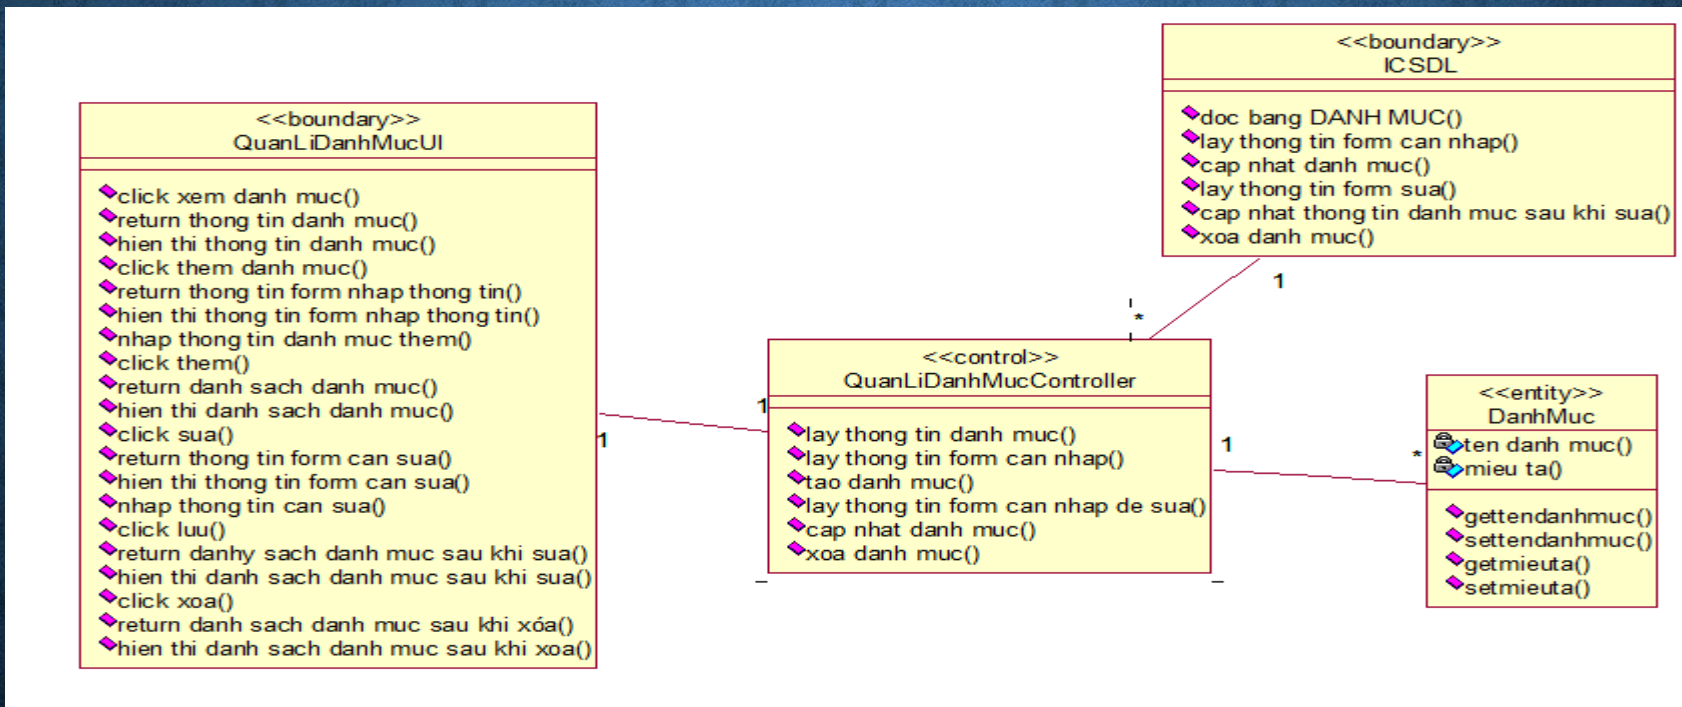 <<boundary>>
QuanLiDanhMucUI
click xem danh muc()
return thong tin danh muc()
hien thi thong tin danh muc()
click them danh muc()
return thong tin form nhap thong tin()
hien thi thong tin form nhap thong tin()
nhap thong tin danh muc them()
click them()
return danh sach danh muc()
hien thi danh sach danh muc()
click sua()
return thong tin form can sua()
hien thi thong tin form can sua()
nhap thong tin can sua()
click luu()
return danhy sach danh muc sau khi sua()
hien thi danh sach danh muc sau khi sua()
click xoa()
return danh sach danh muc sau khi xóa()
hien thi danh sach danh muc sau khi xoa()
1
1
<<control>>
QuanLiDanhMucController
lay thong tin danh muc()
lay thong tin form can nhap()
tao danh muc()
lay thong tin form can nhap de sua()
cap nhat danh muc()
xoa danh muc()
*
1
<<boundary>>
ICSDL
doc bang DANH MUC()
lay thong tin form can nhap()
cap nhat danh muc()
lay thong tin form sua()
cap nhat thong tin danh muc sau khi sua()
xoa danh muc()
1
*
<<entity>>
DanhMuc
ten danh muc()
mieu ta()
gettendanhmuc()
settendanhmuc()
getmieuta()
setmieuta()